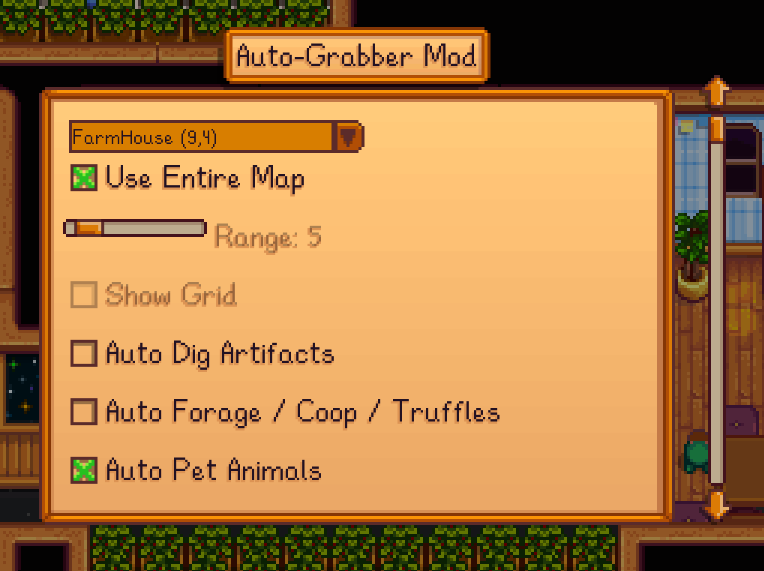 Auto-Grabber Mod
FarmHouse (9,4)
Use Entire Map
Range: 5
Show Grid
Auto Dig Artifacts
Auto Forage / Coop / Truffles
Auto Pet Animals